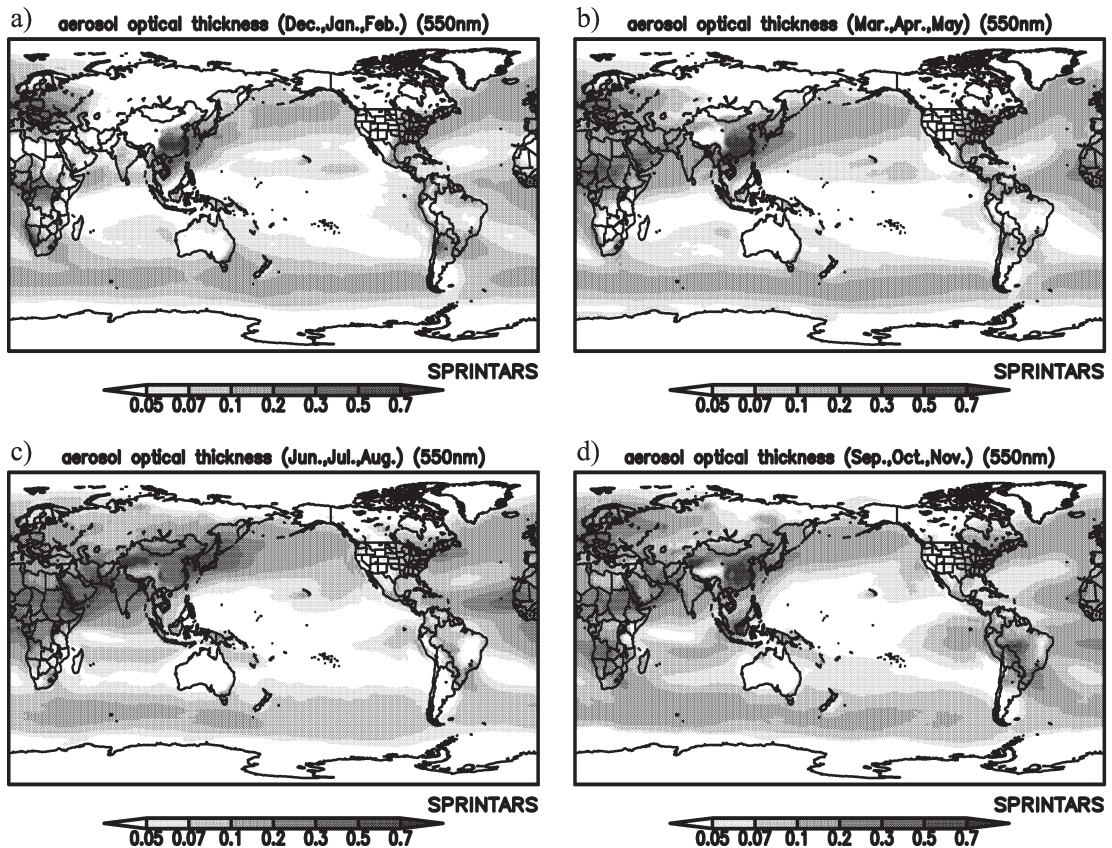 a)
aerosol optical thickness (Dec.,Jan.,Feb.) (550nm)
SPRINTARS
0.05 0.07 0.1 0.2 0.3 0.5 0.7
b)
aerosol optical thickness (Mar.,Apr.,May) (550nm)
SPRINTARS
0.05 0.07 0.1 0.2 0.3 0.5 0.7
c)
aerosol optical thickness (Jun.,Jul.,Aug.) (550nm)
SPRINTARS
0.05 0.07 0.1 0.2 0.3 0.5 0.7
d)
aerosol optical thickness (Sep.,Oct.,Nov.) (550nm)
SPRINTARS
0.05 0.07 0.1 0.2 0.3 0.5 0.7